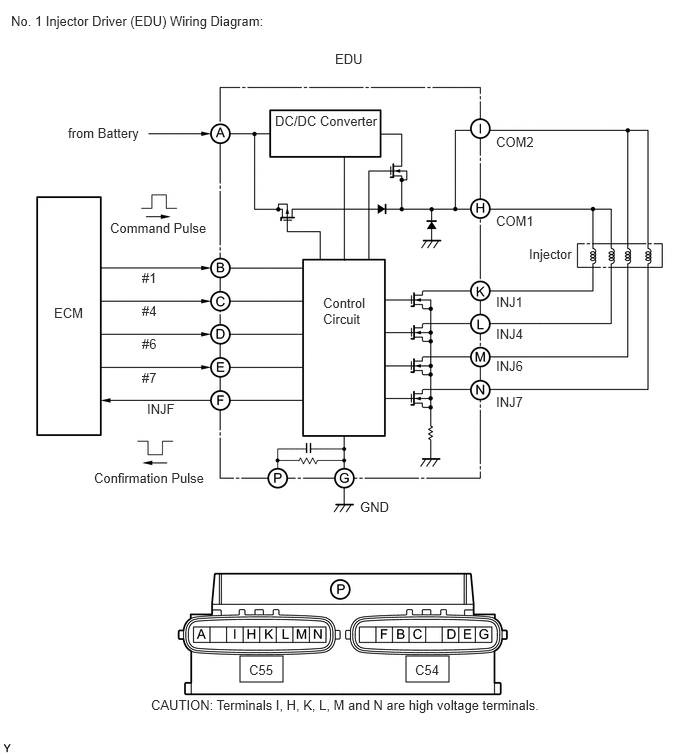 No. 1 Injector Driver (EDU) Wiring Diagram:
EDU
DC/DC Converter
from Battery
A
I
COM2
Command Pulse
H
COM1
Injector
ECM
#1
B
Control
Circuit
K
INJ1
#4
C
L
INJ4
#6
D
M
INJ6
#7
E
N
INJ7
INJF
F
Confirmation Pulse
P
G
GND
P
A I H K L M N
F B C D E G
C55
C54
CAUTION: Terminals I, H, K, L, M and N are high voltage terminals.
Y